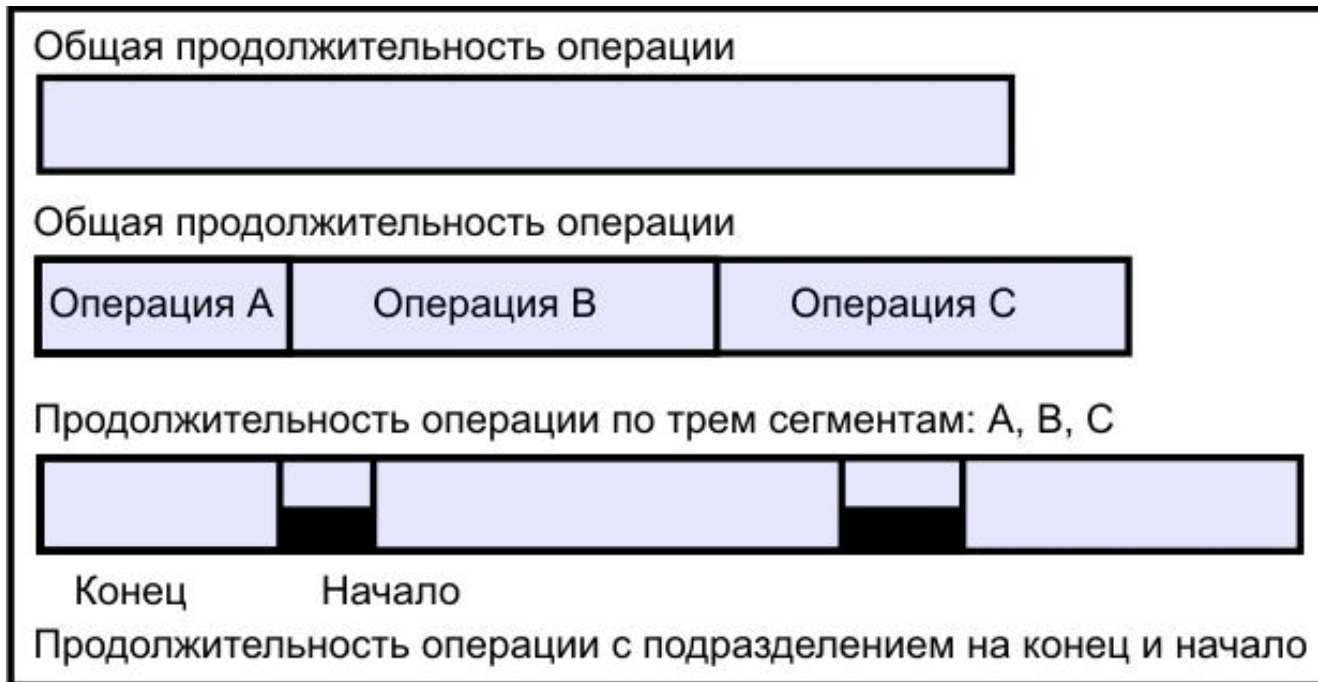 Общая продолжительность операции
Общая продолжительность операции
Операция A Операция B Операция C
Продолжительность операции по трем сегментам: A, B, C
Конец Начало
Продолжительность операции с подразделением на конец и начало